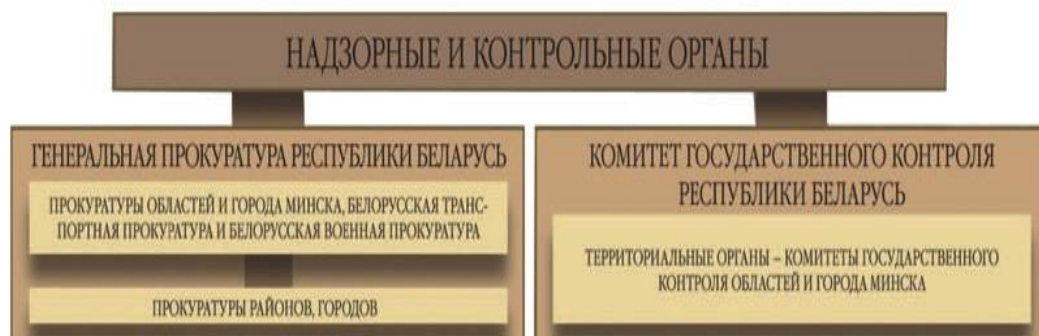 НАДЗОРНЫЕ И КОНТРОЛЬНЫЕ ОРГАНЫ
ГЕНЕРАЛЬНАЯ ПРОКУРАТУРА РЕСПУБЛИКИ БЕЛАРУСЬ
ПРОКУРАТУРЫ ОБЛАСТЕЙ И ГОРОДА МИНСКА, БЕЛОРУССКАЯ ТРАНС-
ПОРТНАЯ ПРОКУРАТУРА И БЕЛОРУССКАЯ ВОЕННАЯ ПРОКУРАТУРА
ПРОКУРАТУРЫ РАЙОНОВ, ГОРОДОВ
КОМИТЕТ ГОСУДАРСТВЕННОГО КОНТРОЛЯ
РЕСПУБЛИКИ БЕЛАРУСЬ
ТЕРРИТОРИАЛЬНЫЕ ОРГАНЫ – КОМИТЕТЫ ГОСУДАРСТВЕННОГО
КОНТРОЛЯ ОБЛАСТЕЙ И ГОРОДА МИНСКА